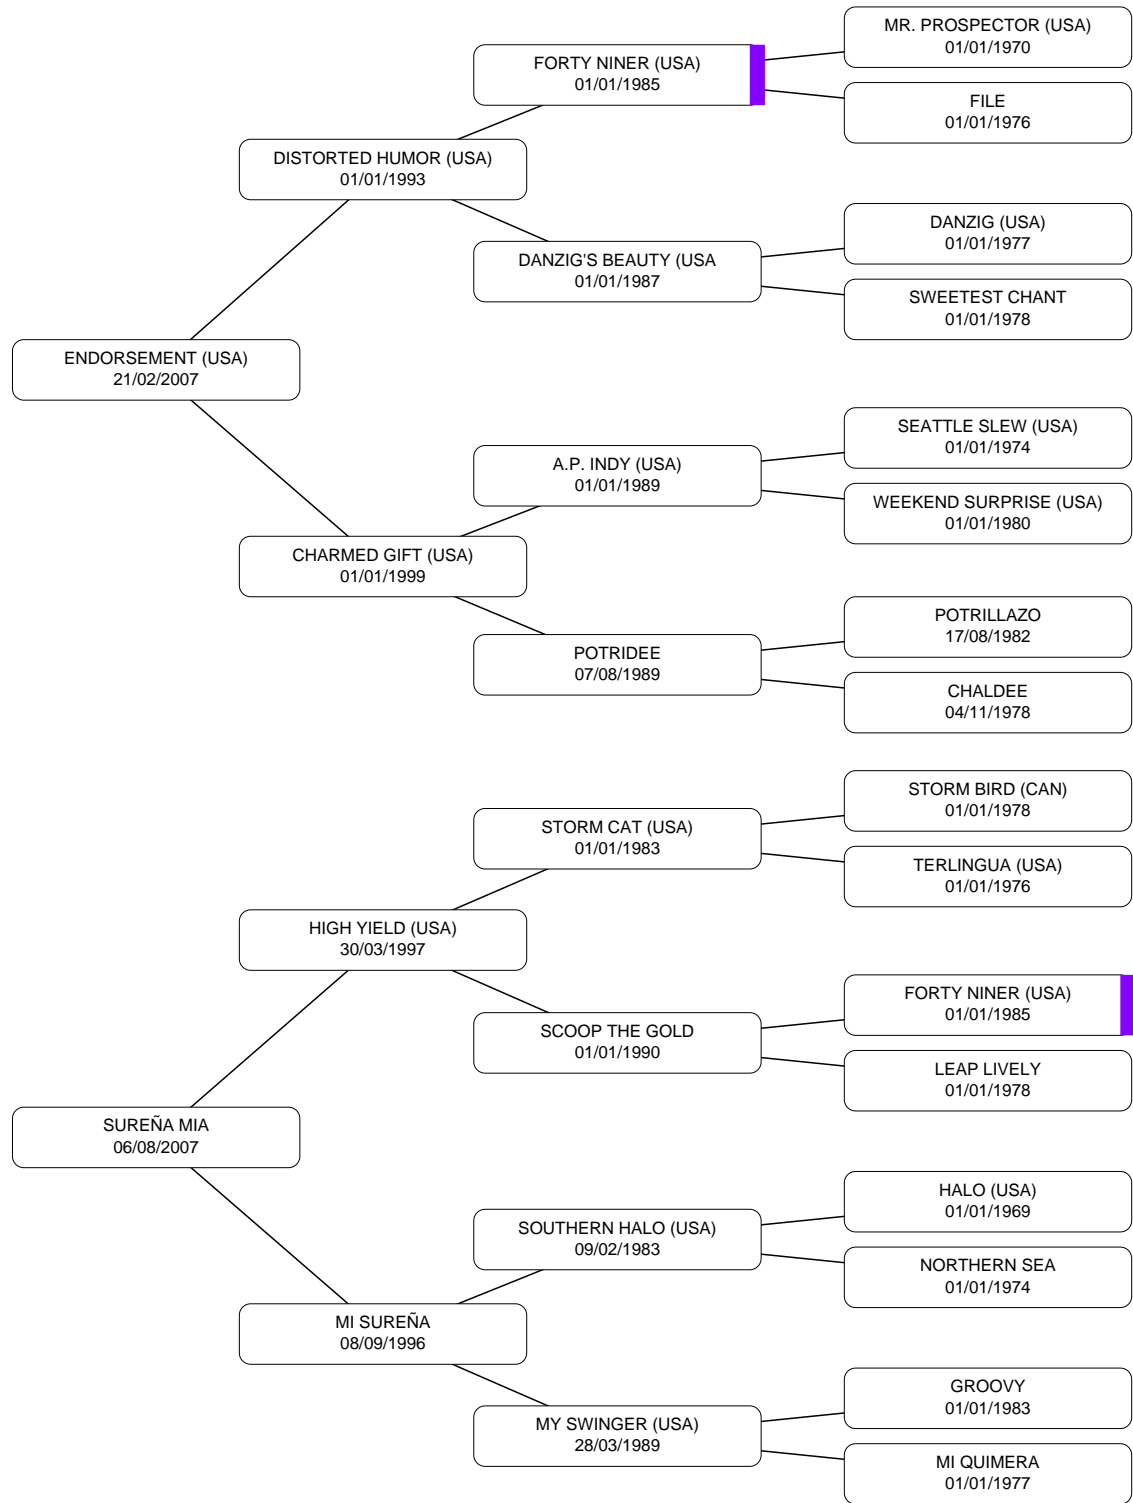 MR. PROSPECTOR (USA)
01/01/1970
FORTY NINER (USA)
01/01/1985
FILE
01/01/1976
DISTORTED HUMOR (USA)
01/01/1993
DANZIG (USA)
01/01/1977
DANZIG'S BEAUTY (USA
01/01/1987
SWEETEST CHANT
01/01/1978
ENDORSEMENT (USA)
21/02/2007
SEATTLE SLEW (USA)
01/01/1974
A.P. INDY (USA)
01/01/1989
WEEKEND SURPRISE (USA)
01/01/1980
CHARMED GIFT (USA)
01/01/1999
POTRILLAZO
17/08/1982
POTRIDEE
07/08/1989
CHALDEE
04/11/1978
STORM BIRD (CAN)
01/01/1978
STORM CAT (USA)
01/01/1983
TERLINGUA (USA)
01/01/1976
HIGH YIELD (USA)
30/03/1997
FORTY NINER (USA)
01/01/1985
SCOOP THE GOLD
01/01/1990
LEAP LIVELY
01/01/1978
SUREÑA MIA
06/08/2007
HALO (USA)
01/01/1969
SOUTHERN HALO (USA)
09/02/1983
NORTHERN SEA
01/01/1974
MI SUREÑA
08/09/1996
GROOVY
01/01/1983
MY SWINGER (USA)
28/03/1989
MI QUIMERA
01/01/1977